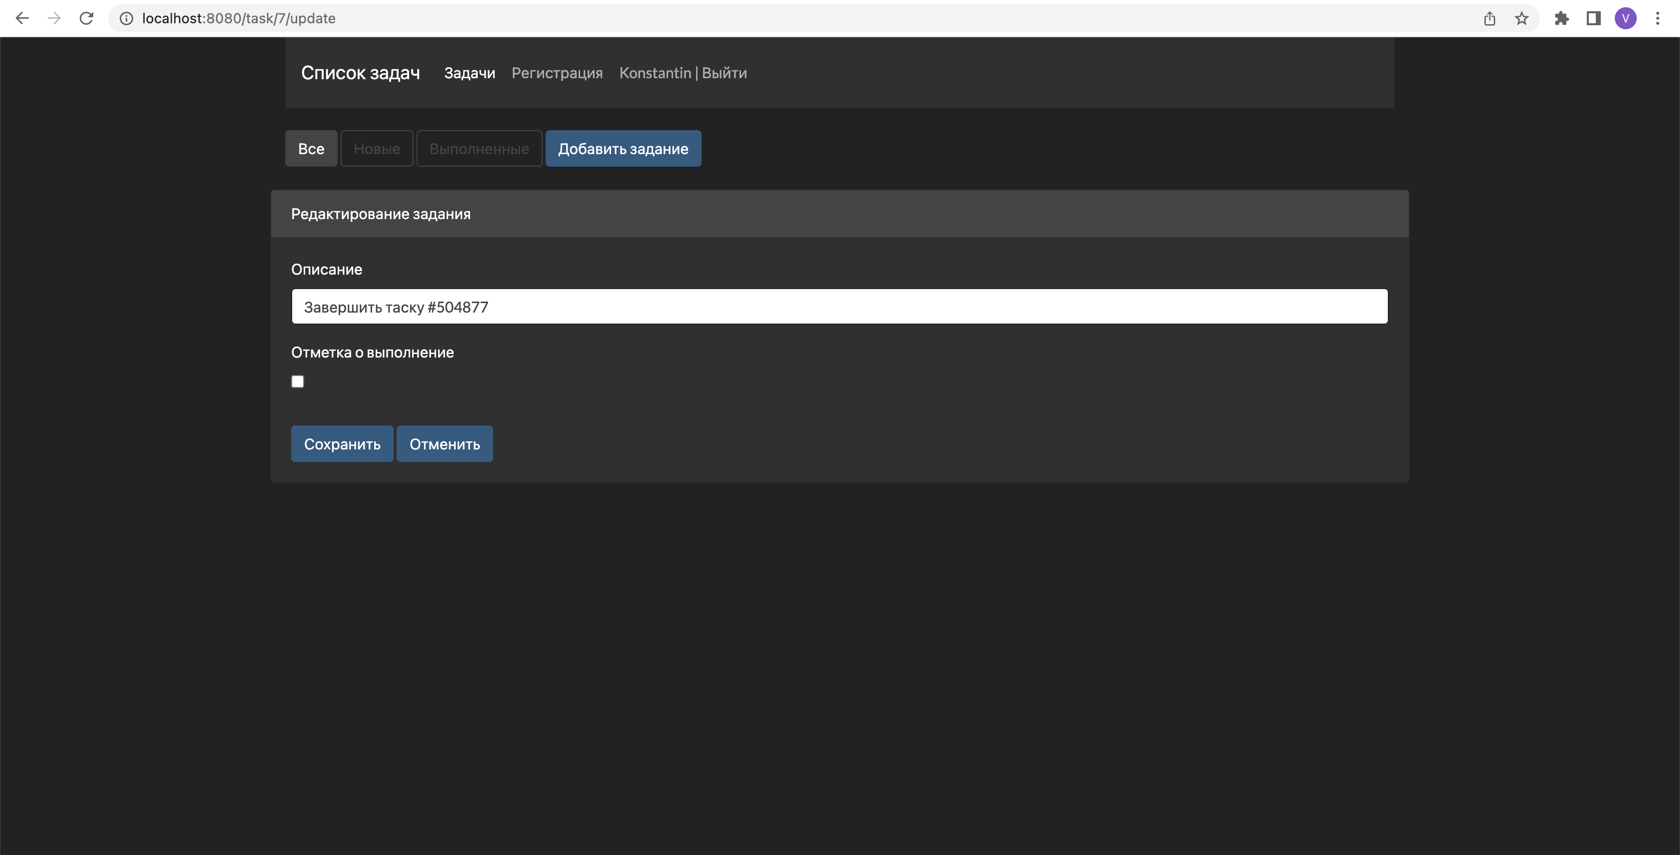 localhost:8080/task/7/update
V
Список задач Задачи Регистрация Konstantin | Выйти
Все Новые Выполненные Добавить задание
Редактирование задания
Описание
Завершить таску #504877
Отметка о выполнение
Сохранить Отменить